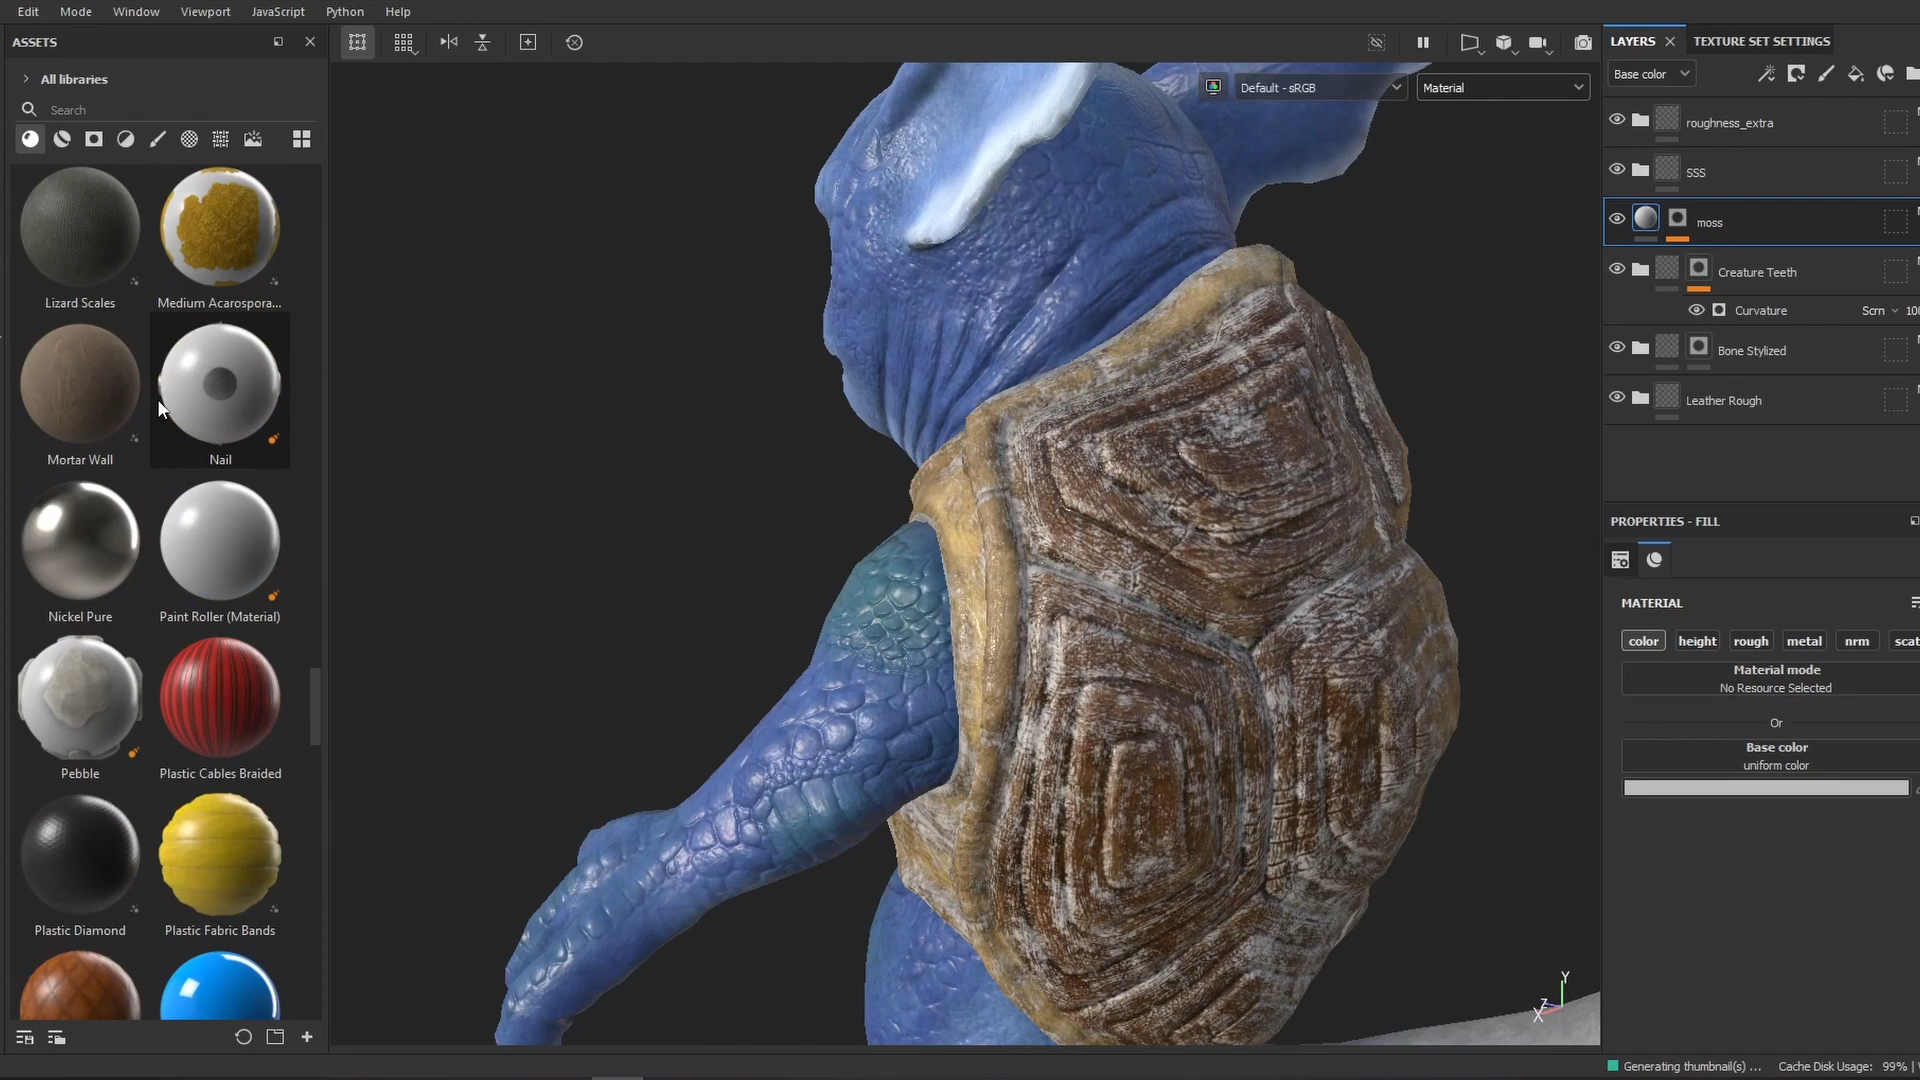 Edit Mode Window Viewport JavaScript Python Help
ASSETS
All libraries
Search
Lizard Scales
Medium Acarospora...
Mortar Wall
Nail
Nickel Pure
Paint Roller (Material)
Pebble
Plastic Cables Braided
Plastic Diamond
Plastic Fabric Bands
Default - sRGB
Material
Y
Z
X
LAYERS
TEXTURE SET SETTINGS
Base color
roughness_extra
SSS
moss
Creature Teeth
Curvature Scrn 100
Bone Stylized
Leather Rough
PROPERTIES - FILL
MATERIAL
color height rough metal nrm scat
Material mode
No Resource Selected
Or
Base color
uniform color
Generating thumbnail(s) ... Cache Disk Usage: 99% |